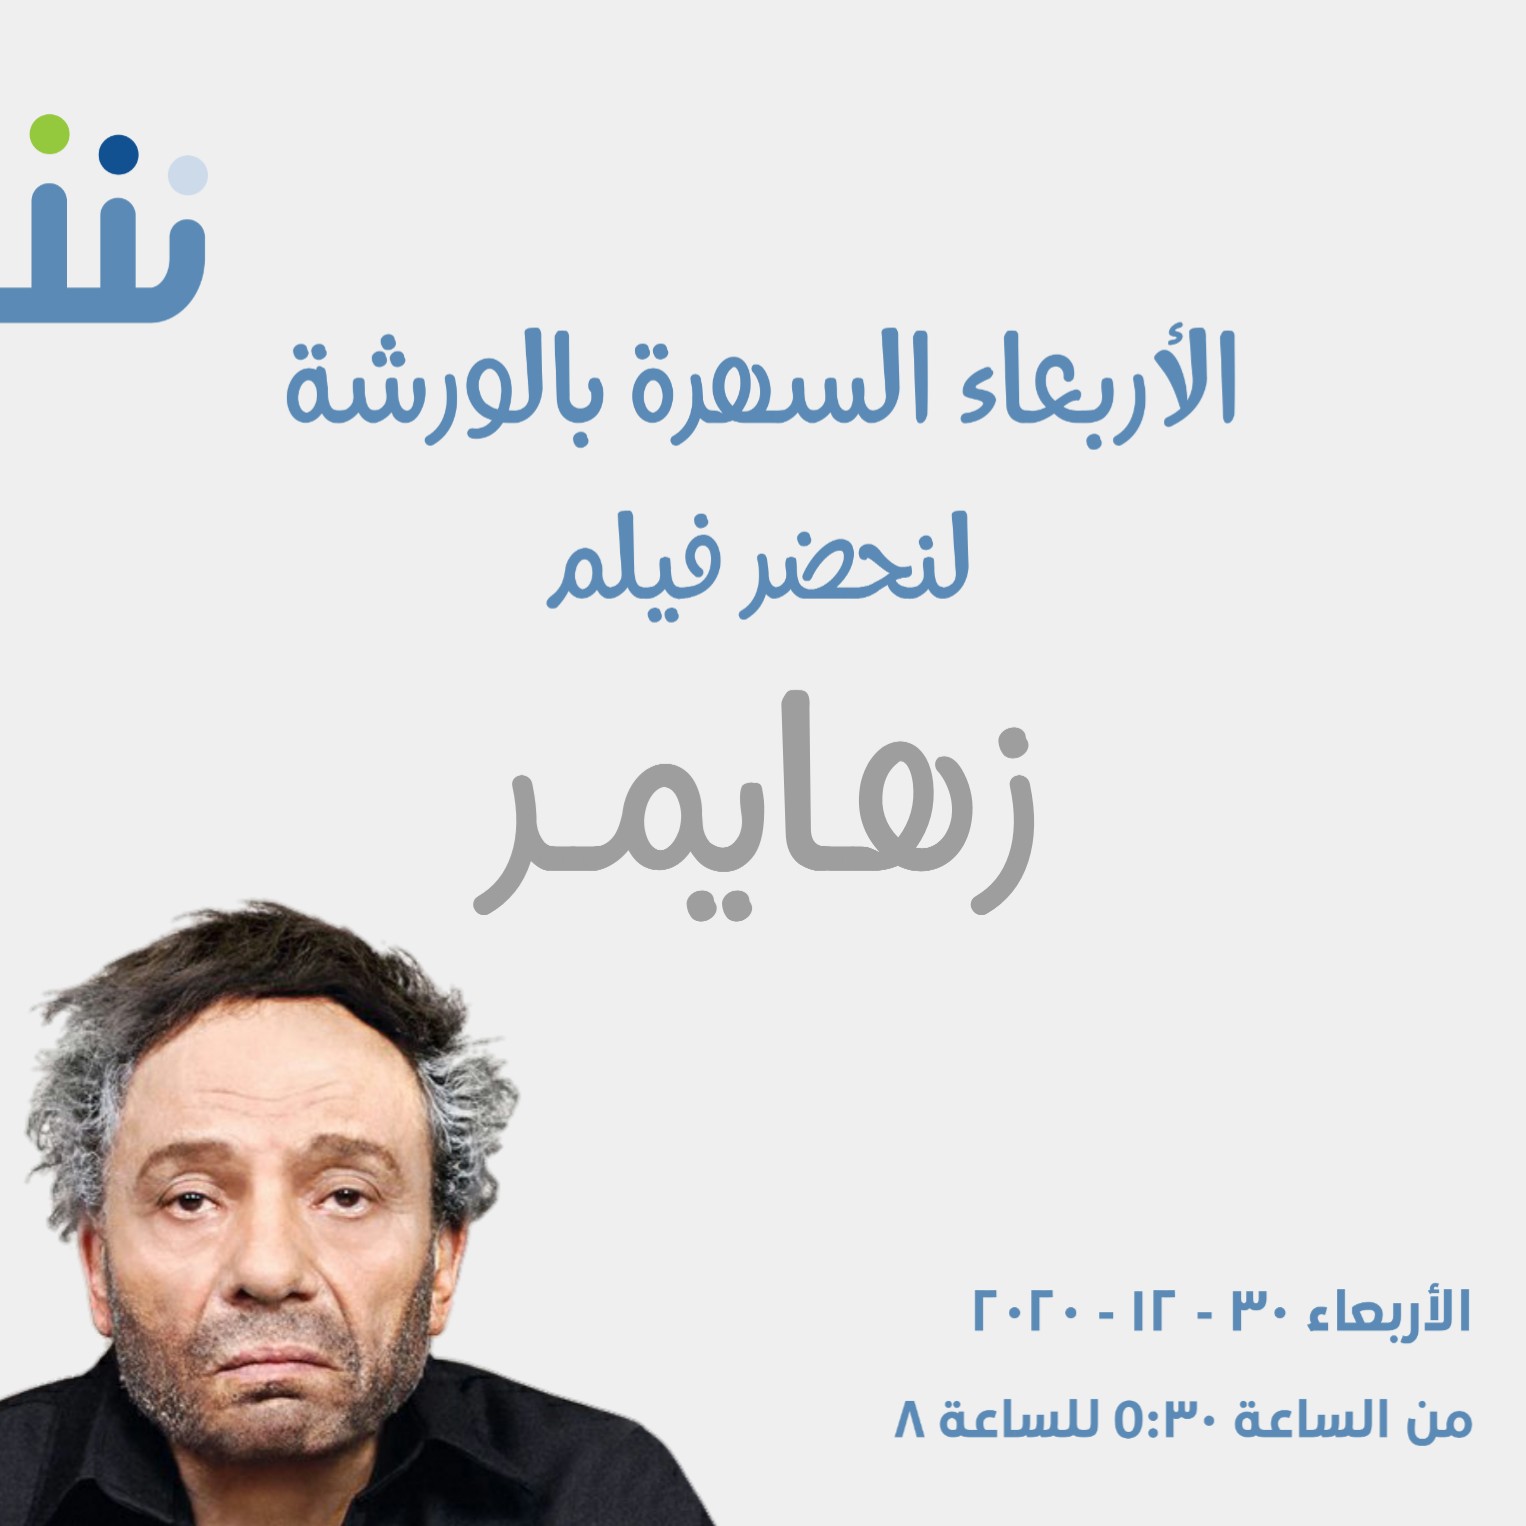 الأربعاء السهرة بالورشة
لنحضر فيلم
زهايمر
الأربعاء ٣٠ - ١٢ - ٢٠٢٠
من الساعة ٥:٣٠ للساعة ٨